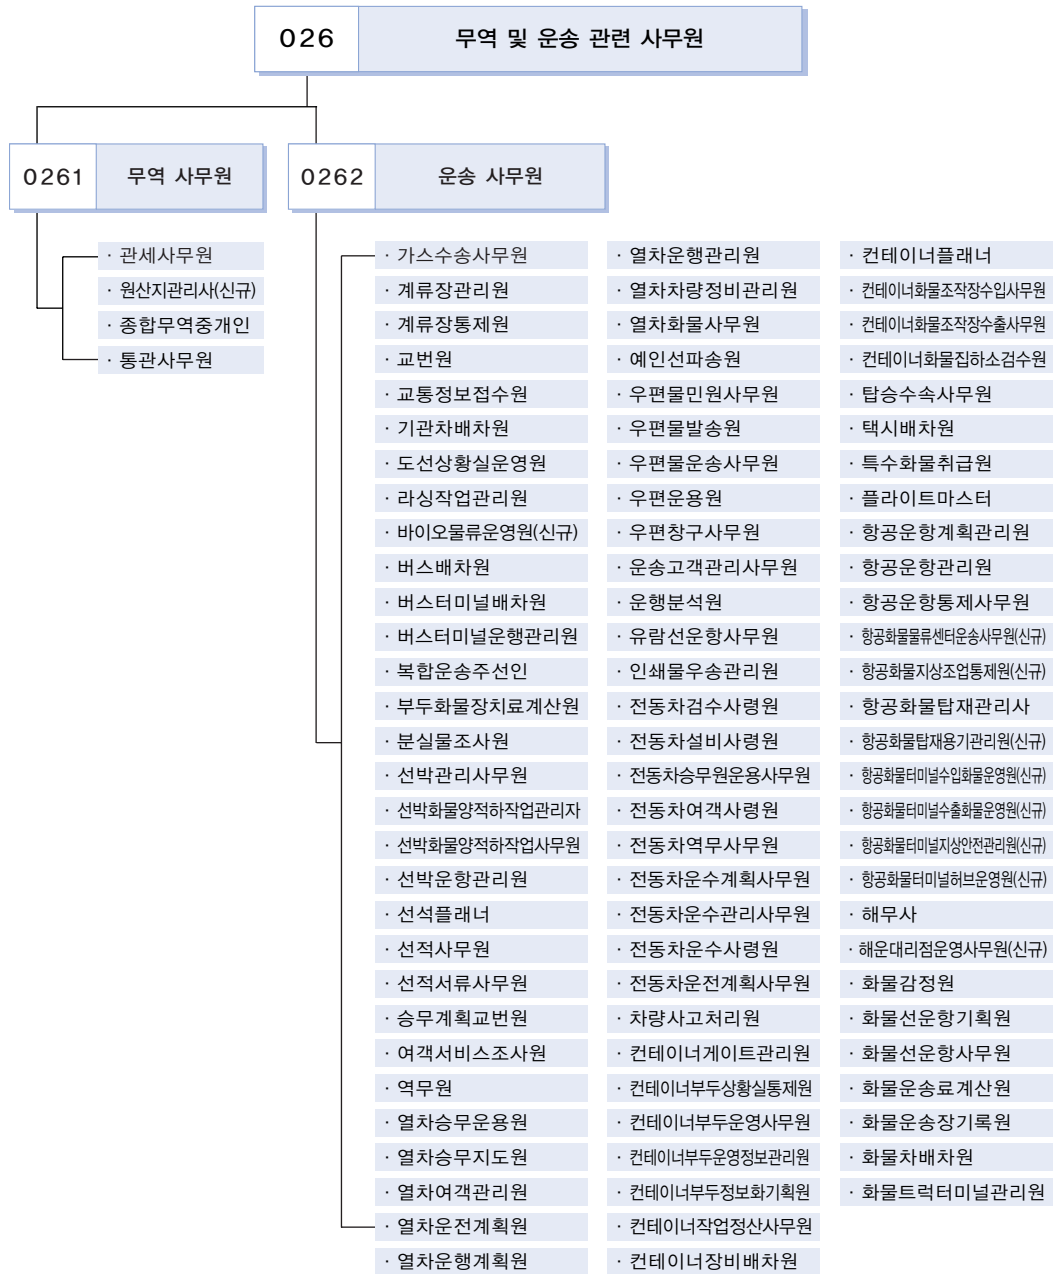 026 무역 및 운송 관련 사무원
0261 무역 사무원
0262 운송 사무원
· 관세사무원
· 원산지관리사(신규)
· 종합무역중개인
· 통관사무원
· 가스수송사무원
· 계류장관리원
· 계류장통제원
· 교번원
· 교통정보접수원
· 기관차배차원
· 도선상황실운영원
· 라싱작업관리원
· 바이오물류운영원(신규)
· 버스배차원
· 버스터미널배차원
· 버스터미널운행관리원
· 복합운송주선인
· 부두화물장치료계산원
· 분실물조사원
· 선박관리사무원
· 선박화물양적하작업관리자
· 선박화물양적하작업사무원
· 선박운항관리원
· 선석플래너
· 선적사무원
· 선적서류사무원
· 승무계획교번원
· 여객서비스조사원
· 역무원
· 열차승무운용원
· 열차승무지도원
· 열차여객관리원
· 열차운전계획원
· 열차운행계획원
· 열차운행관리원
· 열차차량정비관리원
· 열차화물사무원
· 예인선파송원
· 우편물민원사무원
· 우편물발송원
· 우편물운송사무원
· 우편운용원
· 우편창구사무원
· 운송고객관리사무원
· 운행분석원
· 유람선운항사무원
· 인쇄물우송관리원
· 전동차검수사령원
· 전동차설비사령원
· 전동차승무원운용사무원
· 전동차여객사령원
· 전동차역무사무원
· 전동차운수계획사무원
· 전동차운수관리사무원
· 전동차운수사령원
· 전동차운전계획사무원
· 차량사고처리원
· 컨테이너게이트관리원
· 컨테이너부두상황실통제원
· 컨테이너부두운영사무원
· 컨테이너부두운영정보관리원
· 컨테이너부두정보화기획원
· 컨테이너작업정산사무원
· 컨테이너장비배차원
· 컨테이너플래너
· 컨테이너화물조작장수입사무원
· 컨테이너화물조작장수출사무원
· 컨테이너화물집하소검수원
· 탑승수속사무원
· 택시배차원
· 특수화물취급원
· 플라이트마스터
· 항공운항계획관리원
· 항공운항관리원
· 항공운항통제사무원
· 항공화물물류센터운송사무원(신규)
· 항공화물지상조업통제원(신규)
· 항공화물탑재관리사
· 항공화물탑재용기관리원(신규)
· 항공화물터미널수입화물운영원(신규)
· 항공화물터미널수출화물운영원(신규)
· 항공화물터미널지상안전관리원(신규)
· 항공화물터미널허브운영원(신규)
· 해무사
· 해운대리점운영사무원(신규)
· 화물감정원
· 화물선운항기획원
· 화물선운항사무원
· 화물운송료계산원
· 화물운송장기록원
· 화물차배차원
· 화물트럭터미널관리원